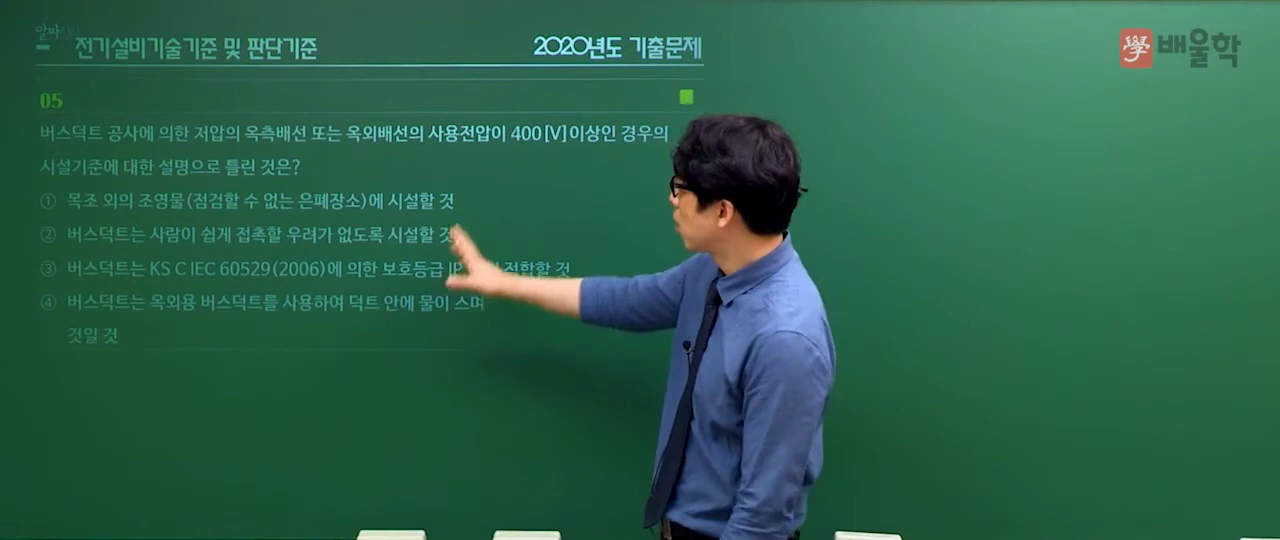 알파
전기설비기술기준 및 판단기준
2020년도 기출문제
學 배울학
05
버스덕트 공사에 의한 저압의 옥측배선 또는 옥외배선의 사용전압이 400[V]이상인 경우의
시설기준에 대한 설명으로 틀린 것은?
① 목조 외의 조영물(점검할 수 없는 은폐장소)에 시설할 것
② 버스덕트는 사람이 쉽게 접촉할 우려가 없도록 시설할 것
③ 버스덕트는 KS C IEC 60529(2006)에 의한 보호등급 적합할 것
④ 버스덕트는 옥외용 버스덕트를 사용하여 덕트 안에 물이 스며
것일 것